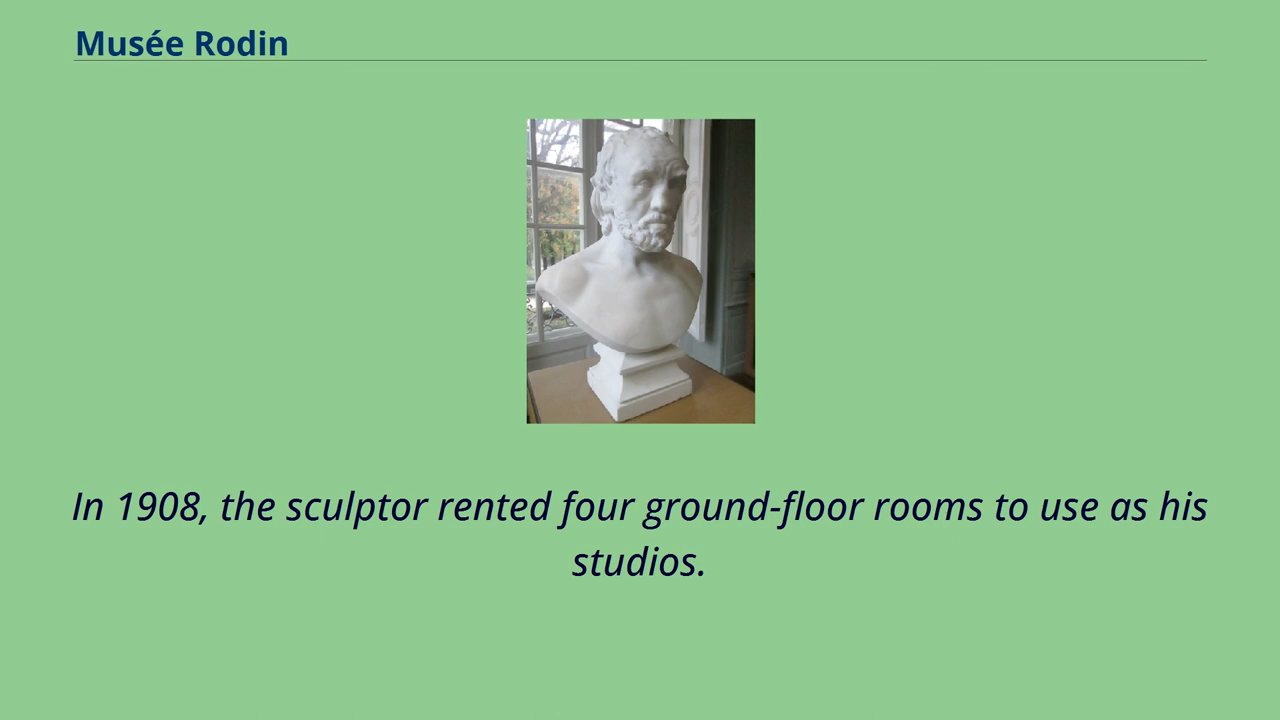 Musée Rodin
In 1908, the sculptor rented four ground-floor rooms to use as his
studios.